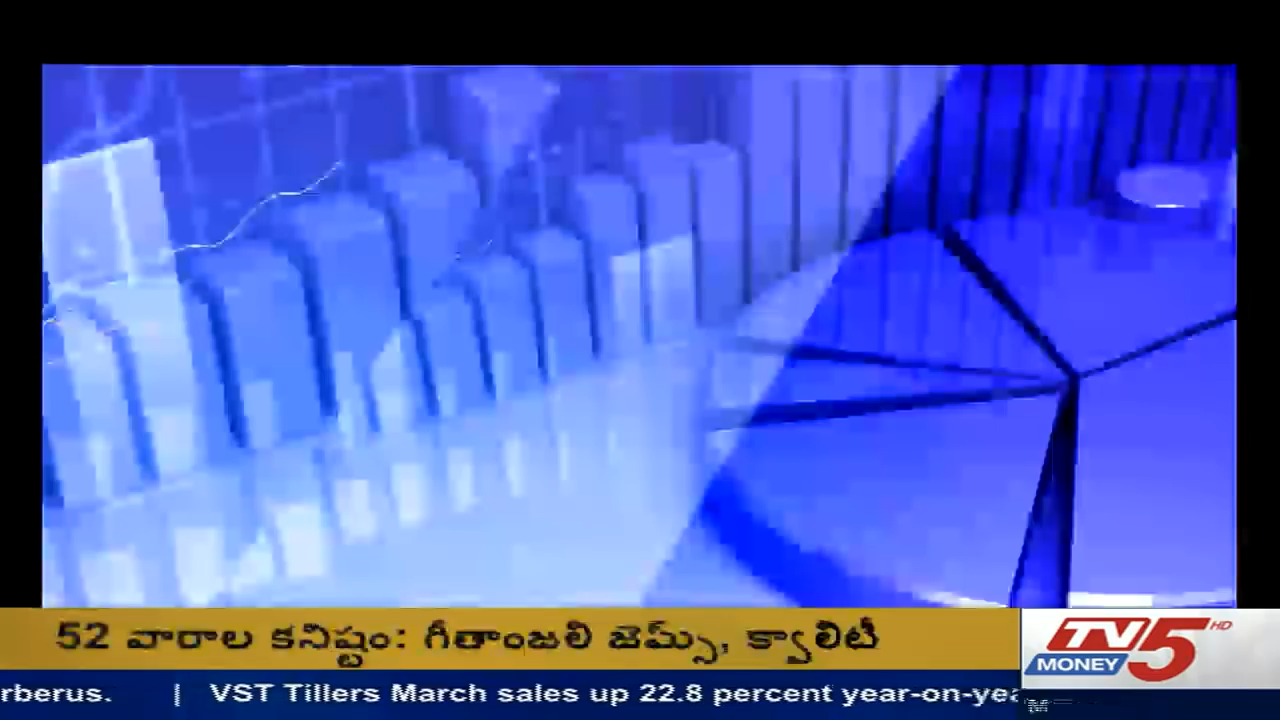 52 వారాల కనిష్టం: గీతాంజలి జెమ్స్, క్వాలిటీ
TV5 HD
MONEY
rberus. | VST Tillers March sales up 22.8 percent year-on-yea